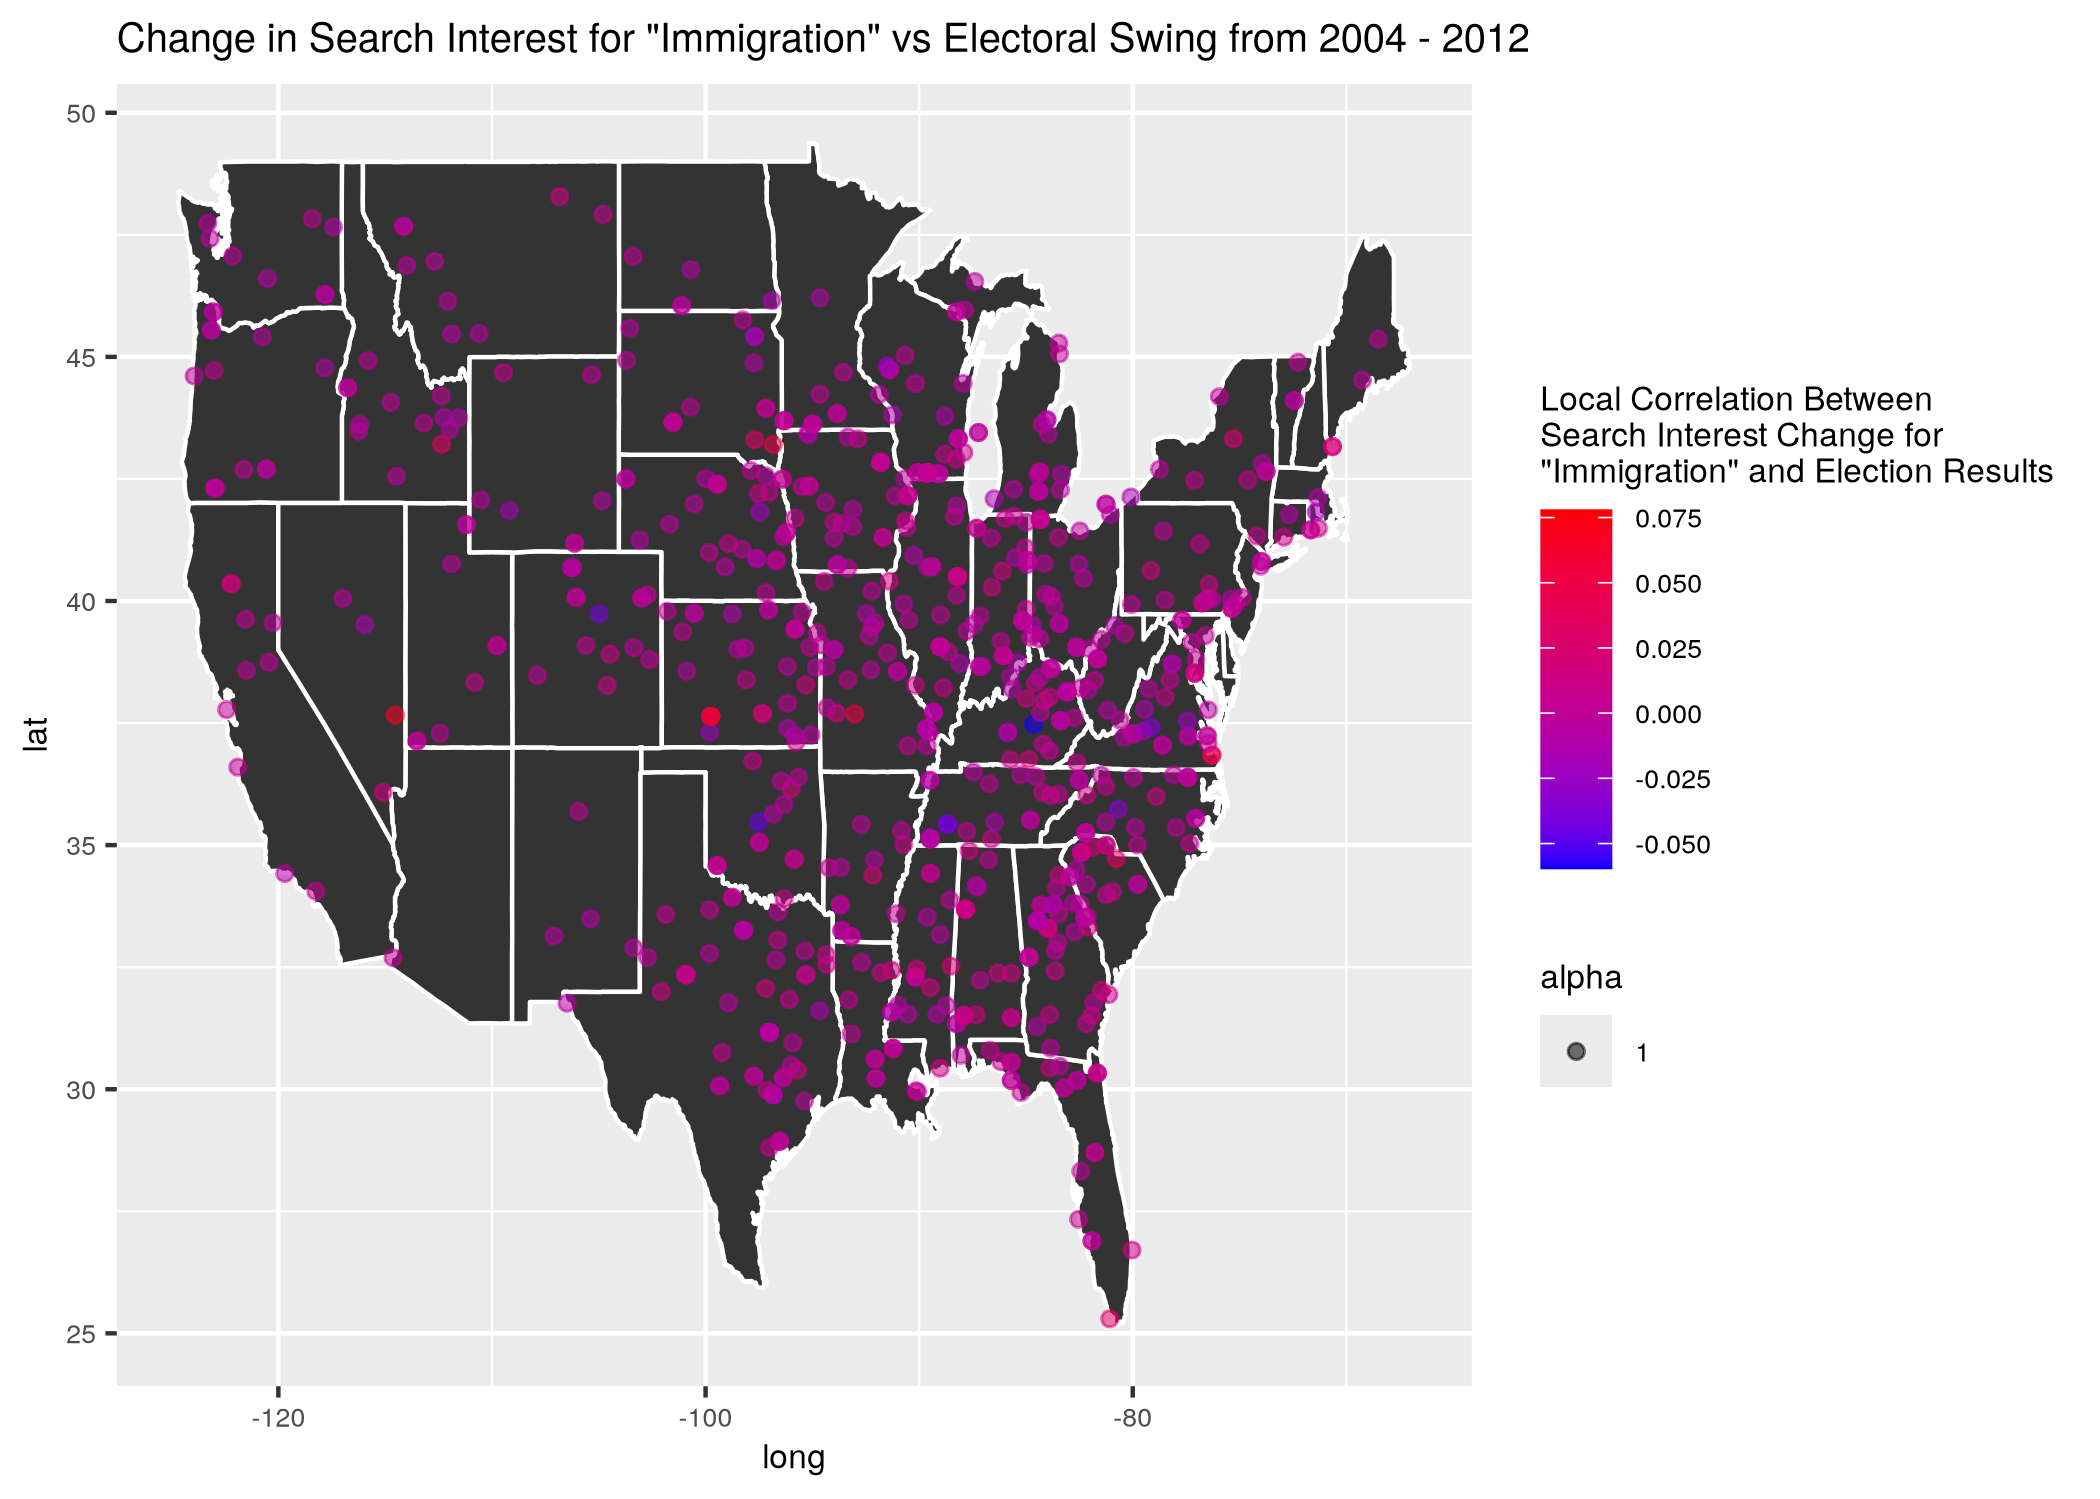 Change in Search Interest for "Immigration" vs Electoral Swing from 2004 - 2012
50
45
40
35
30
25
lat
-120
-100
-80
long
Local Correlation Between
Search Interest Change for
"Immigration" and Election Results
0.075
0.050
0.025
0.000
-0.025
-0.050
alpha
1